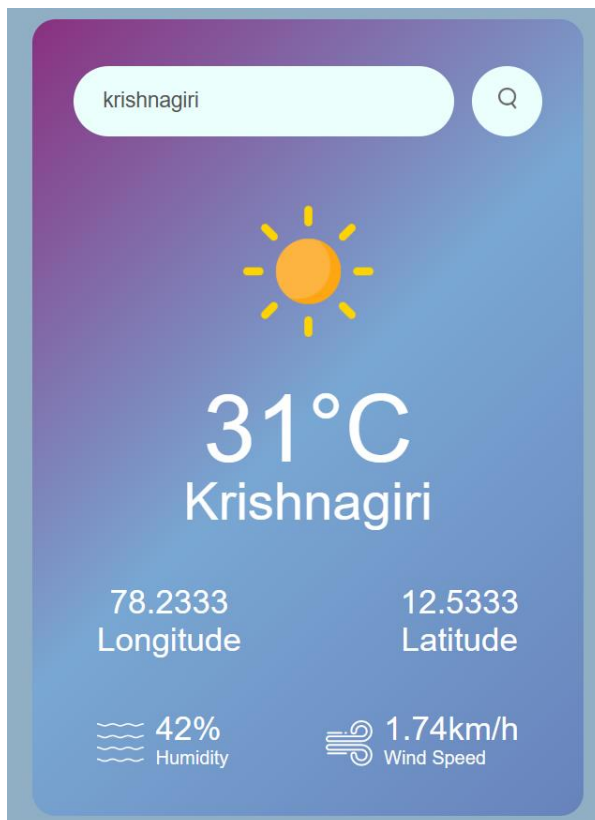 krishnagiri
31°C
Krishnagiri
78.2333
Longitude
12.5333
Latitude
42%
Humidity
1.74km/h
Wind Speed